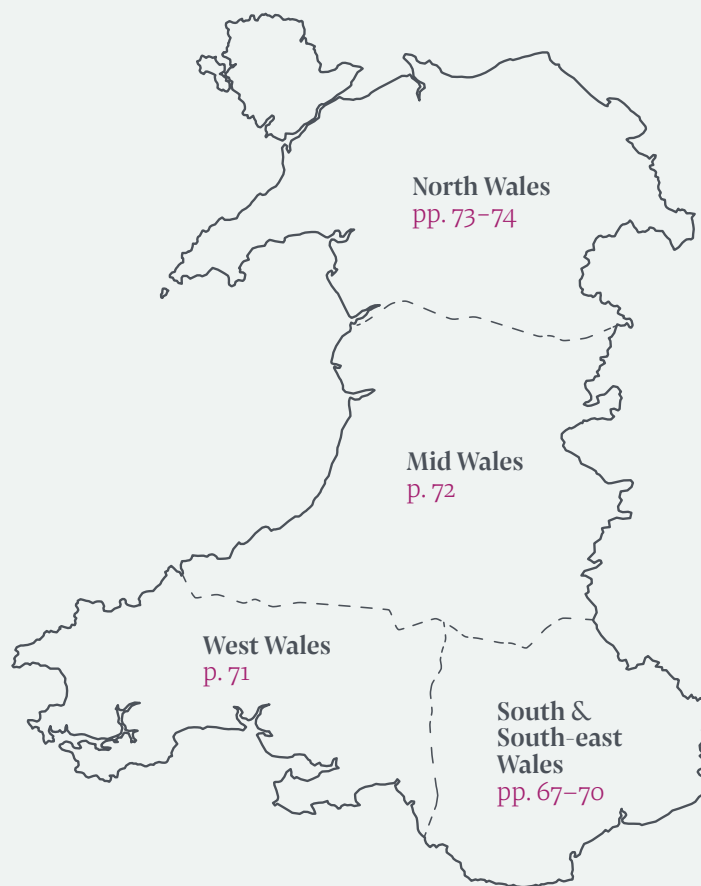 North Wales
pp. 73–74
Mid Wales
p. 72
West Wales
p. 71
South &
South-east
Wales
pp. 67–70